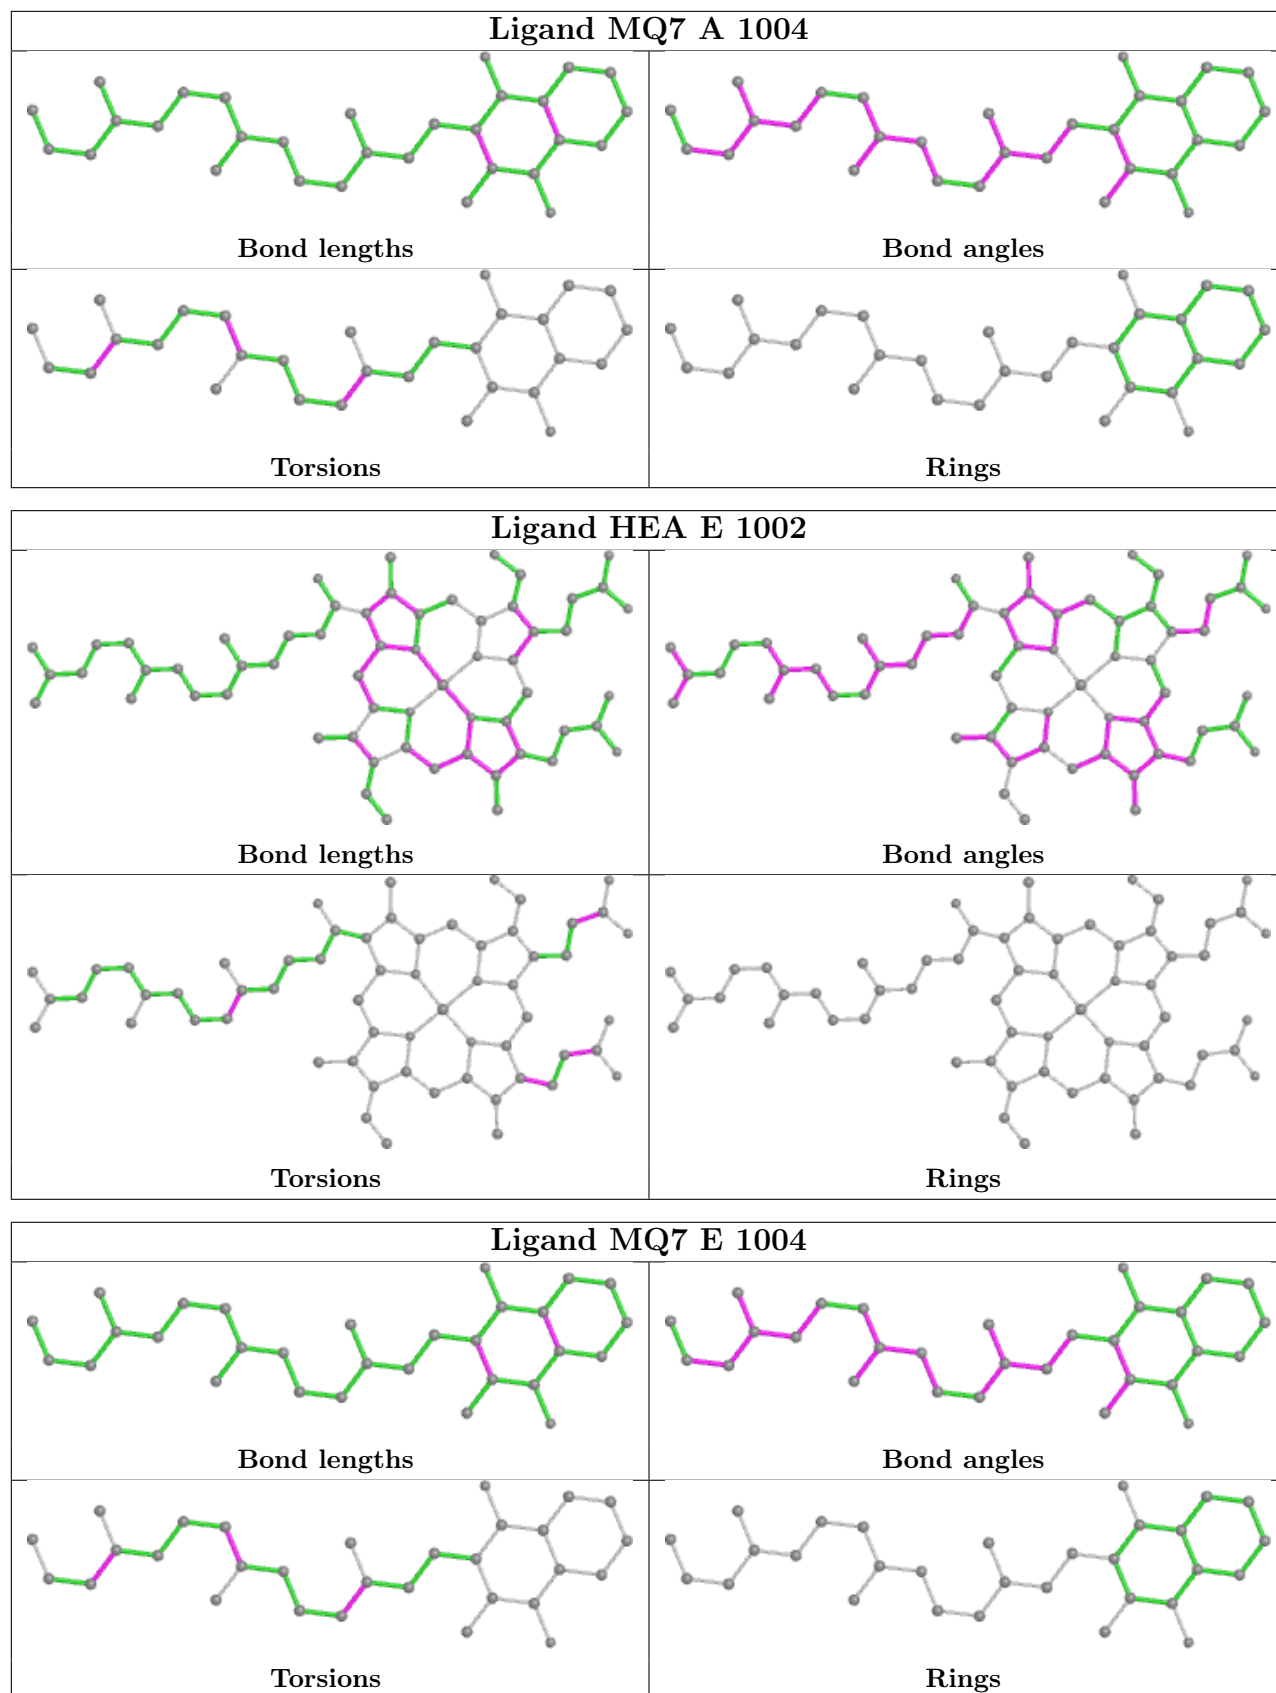 Ligand MQ7 A 1004
Bond lengths
Bond angles
Torsions
Rings
Ligand HEA E 1002
Bond lengths
Bond angles
Torsions
Rings
Ligand MQ7 E 1004
Bond lengths
Bond angles
Torsions
Rings